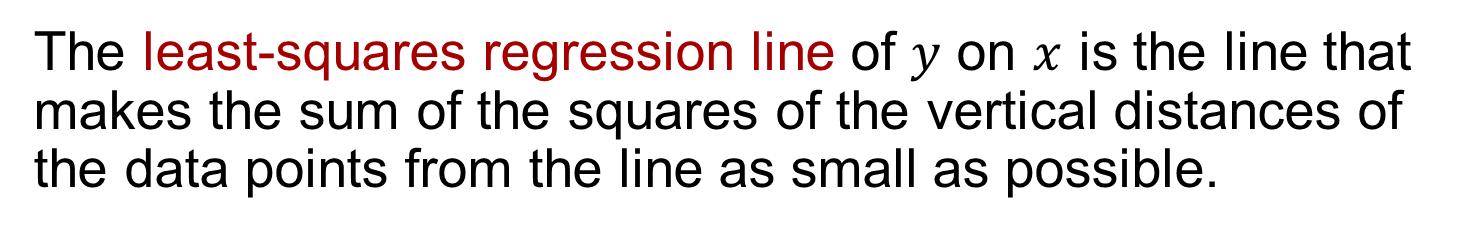 The least-squares regression line of y on x is the line that
makes the sum of the squares of the vertical distances of
the data points from the line as small as possible.